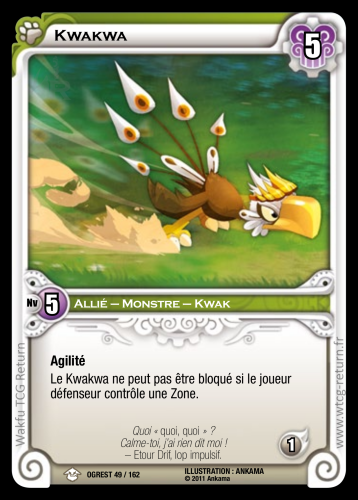 Kwakwa
5
Nv 5 Allié – Monstre – Kwak
Agilité
Le Kwakwa ne peut pas être bloqué si le joueur
défenseur contrôle une Zone.
Quoi « quoi, quoi » ?
Calme-toi, j'ai rien dit moi !
– Etour Drif, Iop impulsif.
1
OGREST 49 / 162
ILLUSTRATION : ANKAMA
© 2011 Ankama
Wakfu TCG Return
www.wtcg-return.fr